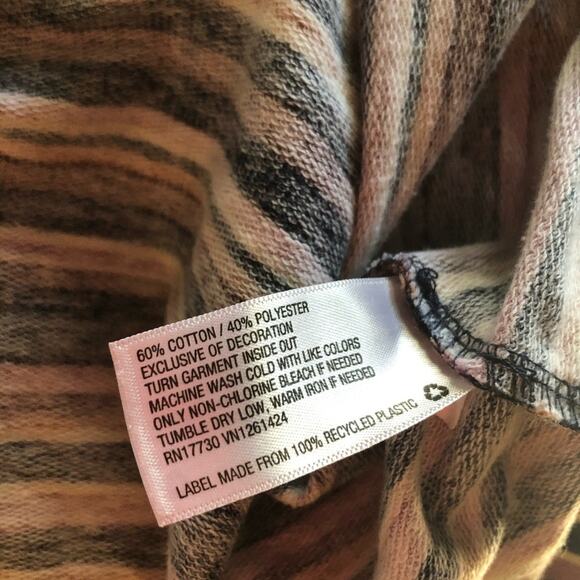 60% COTTON / 40% POLYESTER
EXCLUSIVE OF DECORATION
TURN GARMENT INSIDE OUT
MACHINE WASH COLD WITH LIKE COLORS
ONLY NON-CHLORINE BLEACH IF NEEDED
TUMBLE DRY LOW, WARM IRON IF NEEDED
RN17730 VN1261424
LABEL MADE FROM 100% RECYCLED PLASTIC